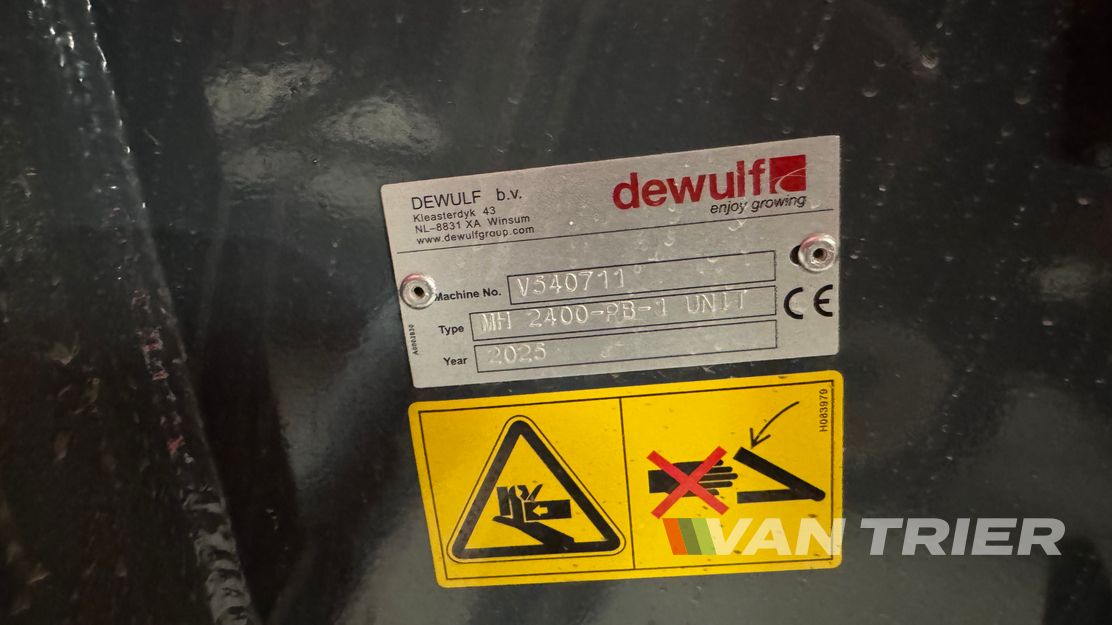 DEWULF b.v.
Kleasterdyk 43
NL-8831 XA Winsum
www.dewulfgroup.com
dewulf
enjoy growing
Machine No. V540711
Type MH 2400-PB-1 UNIT
Year 2025
CE
A0002830
H083979
VAN TRIER